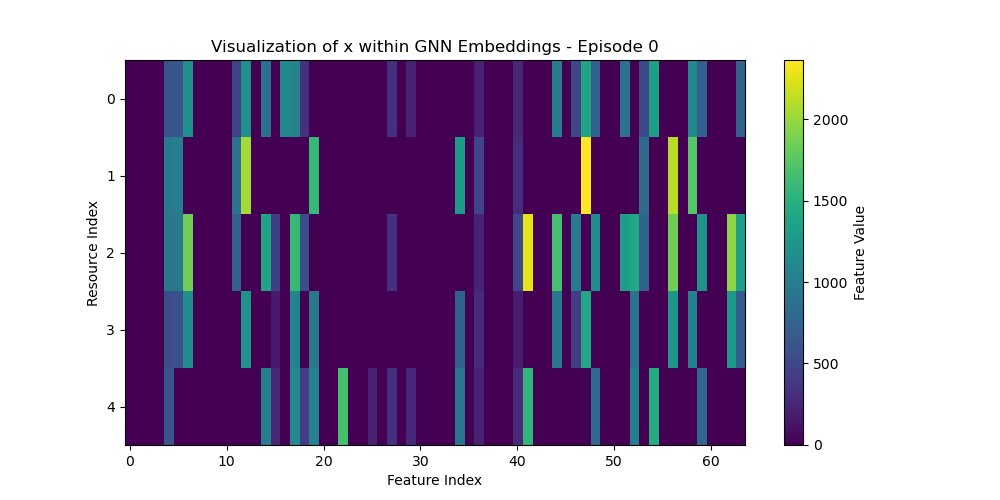 Visualization of x within GNN Embeddings - Episode 0
Resource Index
0
1
2
3
4
0 10 20 30 40 50 60
Feature Index
2000
1500
1000
500
0
Feature Value